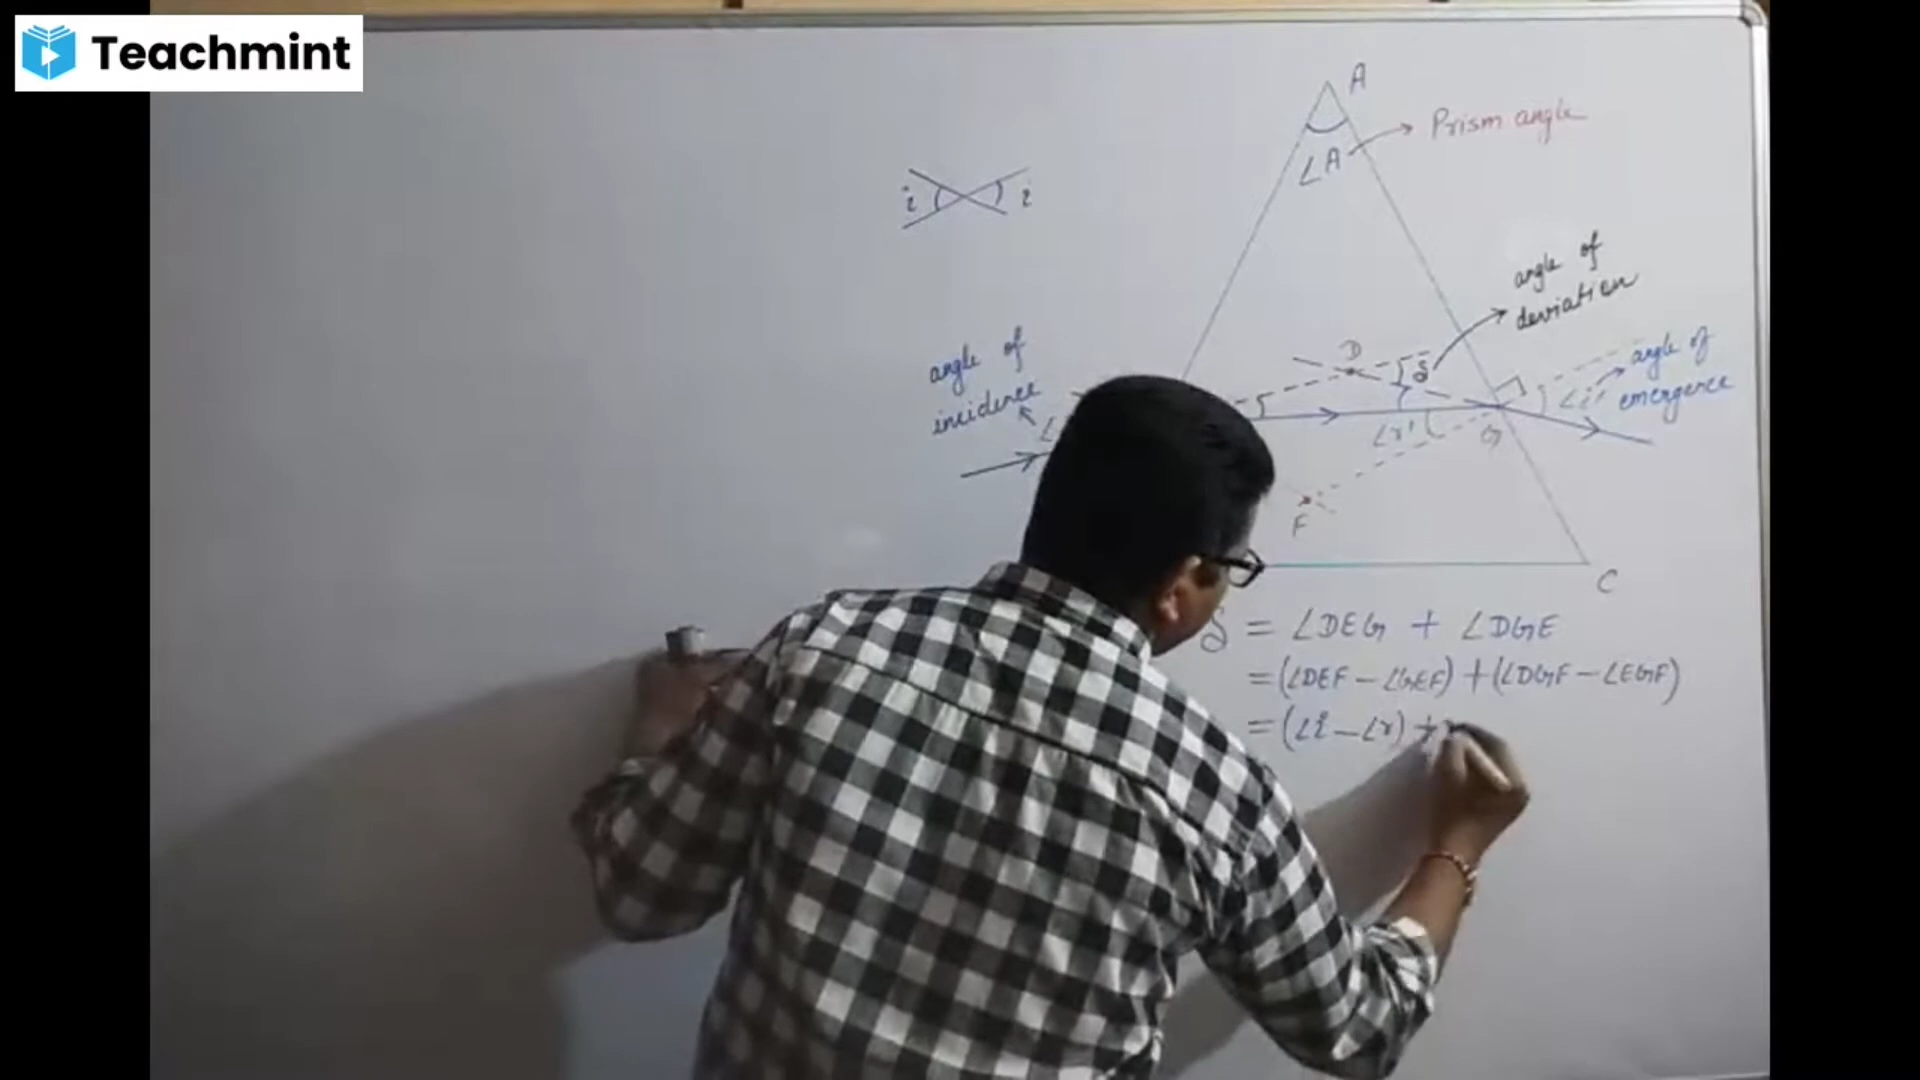 Teachmint
A
Prism angle
∠A
i
i
angle of
deviation
angle of
incidence
D
δ
angle of
emergence
∠i'
∠r'
G
F
C
δ = ∠DEG + ∠DGE
= (∠DEF - ∠GEF) + (∠DGF - ∠EGF)
= (∠i - ∠r) +